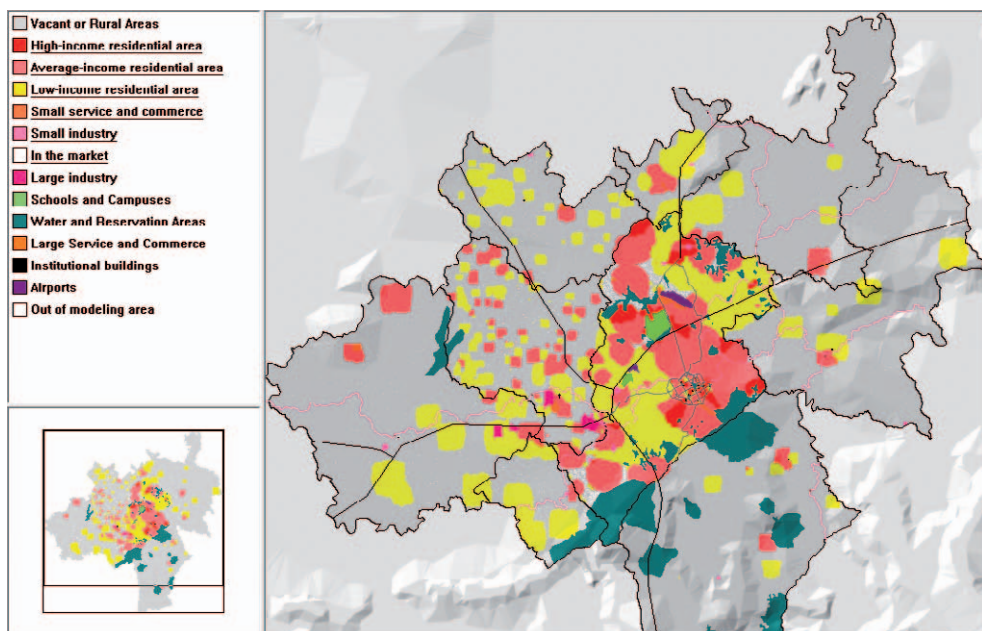 Vacant or Rural Areas
High-income residential area
Average-income residential area
Low-income residential area
Small service and commerce
Small industry
In the market
Large industry
Schools and Campuses
Water and Reservation Areas
Large Service and Commerce
Institutional buildings
Airports
Out of modeling area